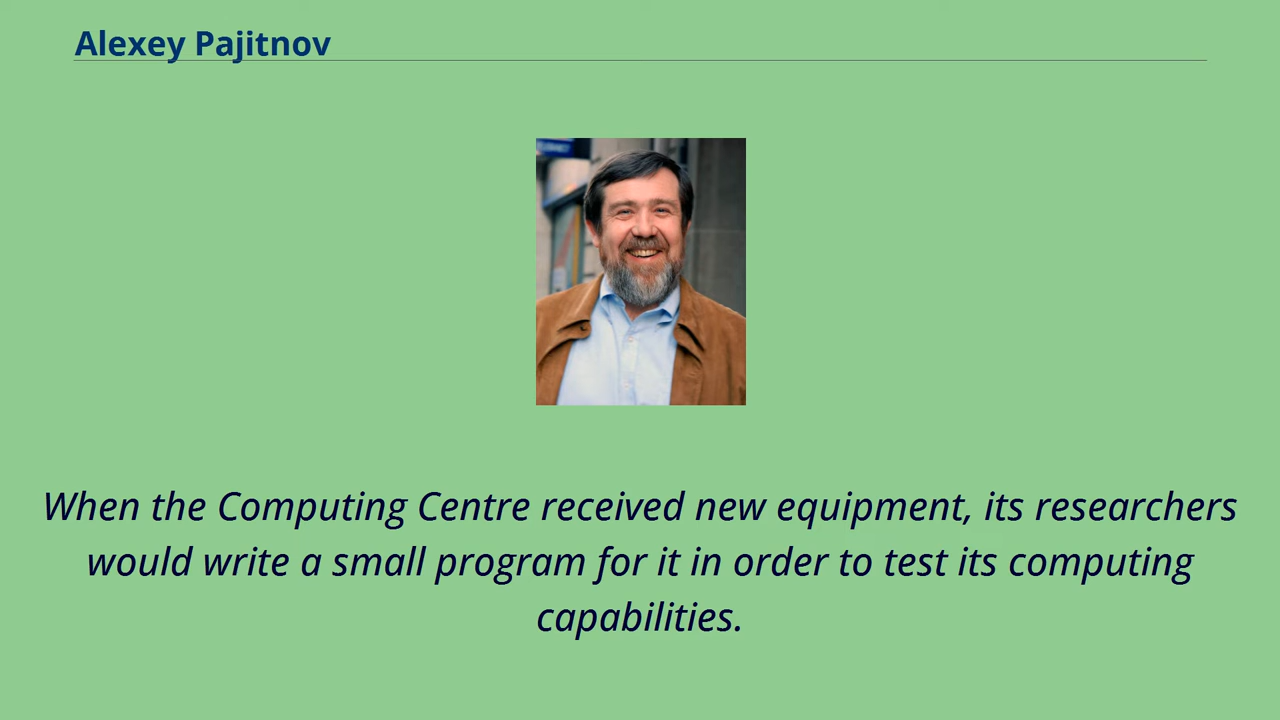 Alexey Pajitnov
When the Computing Centre received new equipment, its researchers
would write a small program for it in order to test its computing
capabilities.